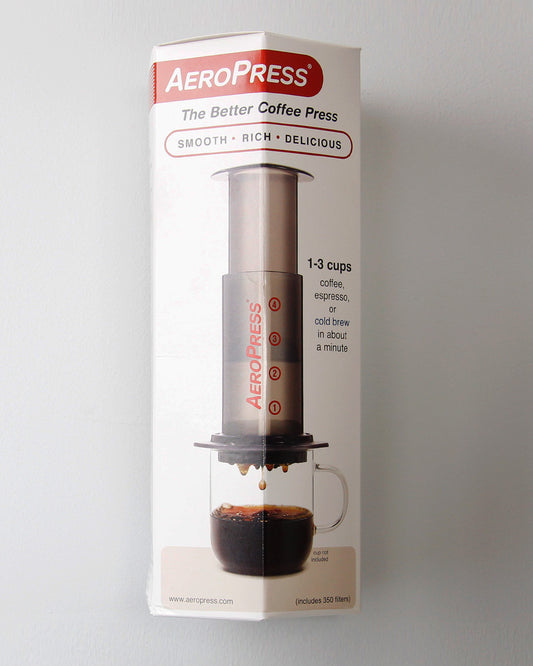 AEROPRESS®
The Better Coffee Press
SMOOTH • RICH • DELICIOUS
1-3 cups
coffee,
espresso,
or
cold brew
in about
a minute
AEROPRESS®
4
3
2
1
cup not
included
www.aeropress.com
(includes 350 filters)